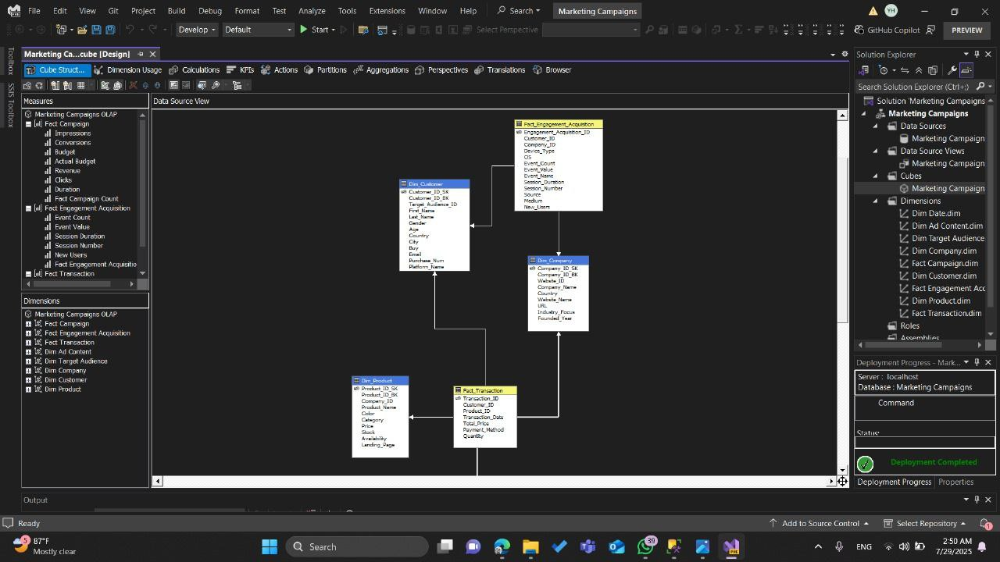 File Edit View Git Project Build Debug Format Test Analyze Tools Extensions Window Help Search Marketing Campaigns YH
Develop Default Start Select Perspective GitHub Copilot PREVIEW
Toolbox
SSIS Toolbox
Marketing Ca...cube [Design]
Cube Struct... Dimension Usage Calculations KPIs Actions Partitions Aggregations Perspectives Translations Browser
Measures
Marketing Campaigns OLAP
Fact Campaign
Impressions
Conversions
Budget
Actual Budget
Revenue
Clicks
Duration
Fact Campaign Count
Fact Engagement Acquisition
Event Count
Event Value
Session Duration
Session Number
New Users
Fact Engagement Acquisitio
Fact Transaction
Dimensions
Marketing Campaigns OLAP
Fact Campaign
Fact Engagement Acquisition
Fact Transaction
Dim Ad Content
Dim Target Audience
Dim Company
Dim Customer
Dim Product
Data Source View
Fact_Engagement_Acquisition
Engagement_Acquisition_ID
Customer_ID
Company_ID
Device_Type
OS
Event_Count
Event_Value
Event_Name
Session_Duration
Session_Number
Source
Medium
New_Users
Dim_Customer
Customer_ID_SK
Customer_ID_BK
Target_Audience_ID
First_Name
Last_Name
Gender
Age
Country
City
Buy
Email
Purchase_Num
Platform_Name
Dim_Company
Company_ID_SK
Company_ID_BK
Website_ID
Company_Name
Country
Website_Name
URL
Industry_Focus
Founded_Year
Dim_Product
Product_ID_SK
Product_ID_BK
Company_ID
Product_Name
Color
Category
Price
Stock
Availability
Landing_Page
Fact_Transaction
Transaction_ID
Customer_ID
Product_ID
Transaction_Date
Total_Price
Payment_Method
Quantity
Solution Explorer
Search Solution Explorer (Ctrl+;)
Solution 'Marketing Campaigns
Marketing Campaigns
Data Sources
Marketing Campaign
Data Source Views
Marketing Campaign
Cubes
Marketing Campaign
Dimensions
Dim Date.dim
Dim Ad Content.dim
Dim Target Audience
Dim Company.dim
Fact Campaign.dim
Dim Customer.dim
Fact Engagement Acc
Dim Product.dim
Fact Transaction.dim
Roles
Assemblies
Deployment Progress - Mark...
Server : localhost
Database : Marketing Campaigns
Command
Status:
Deployment Completed
Deployment Progress Properties
Output
Ready Add to Source Control Select Repository 1
5 87°F
Mostly clear
Search
39
PRE
ENG
2:50 AM
7/29/2025